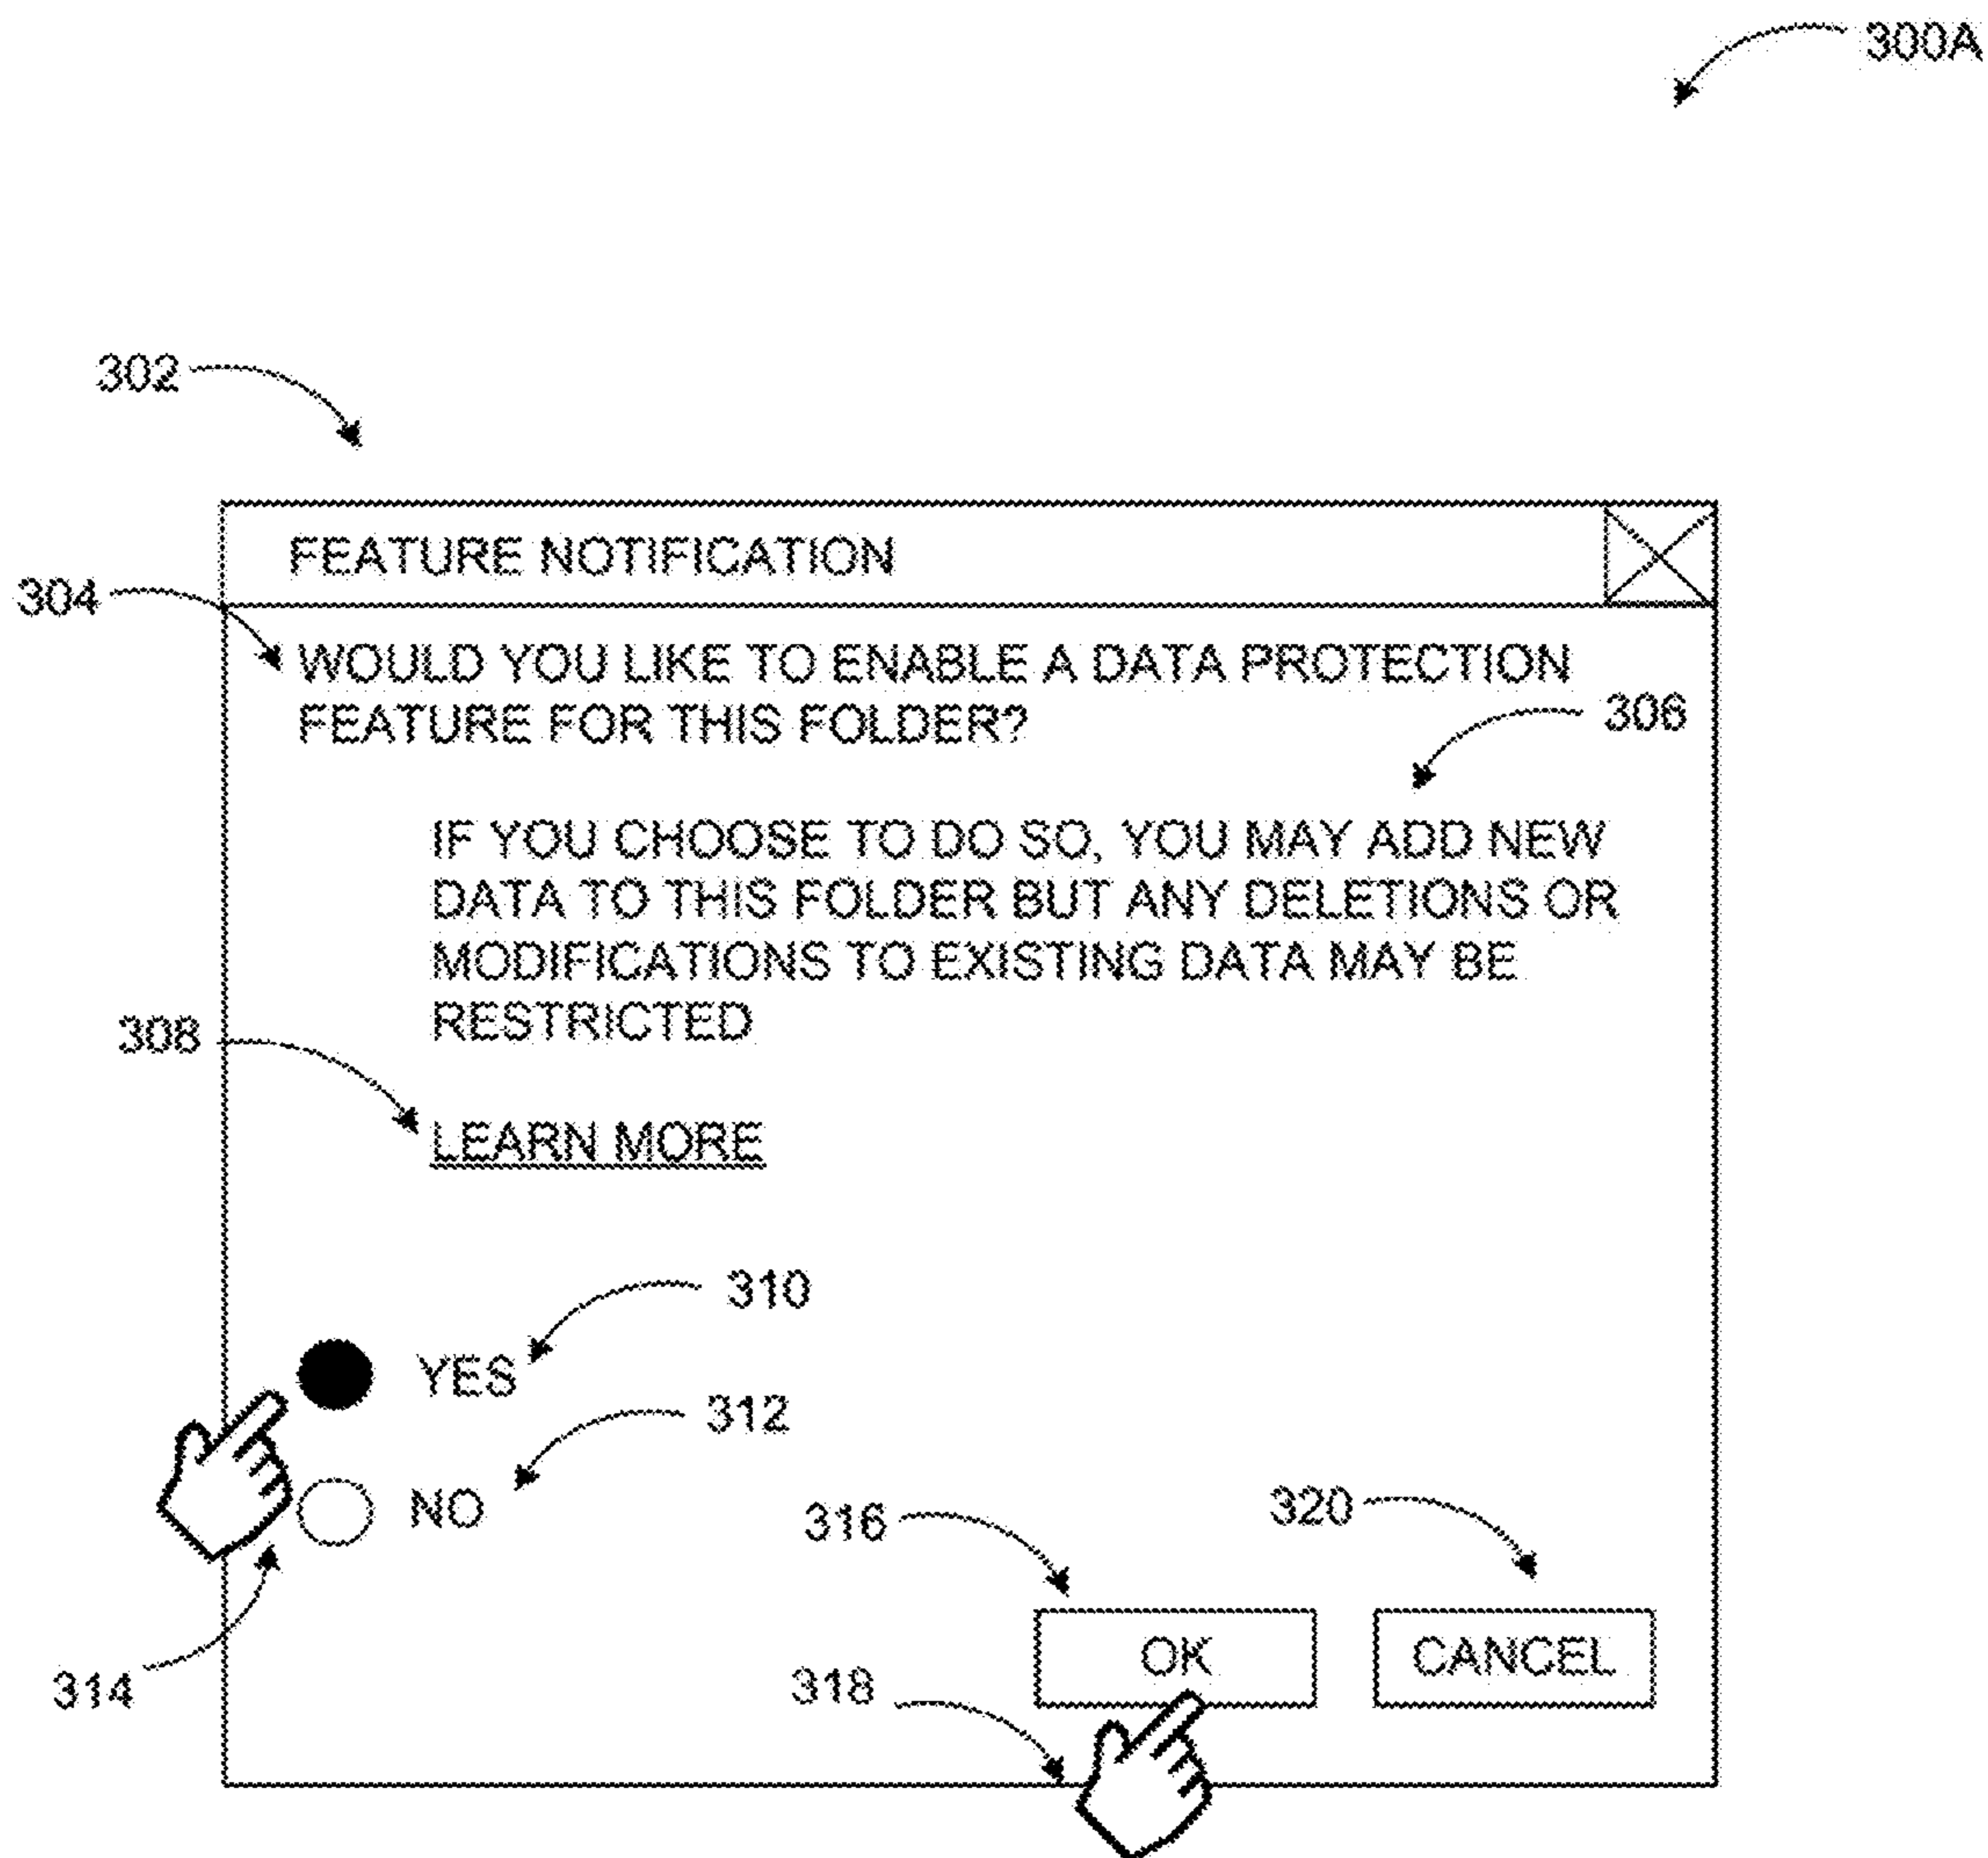 300A
302
FEATURE NOTIFICATION
304
WOULD YOU LIKE TO ENABLE A DATA PROTECTION
FEATURE FOR THIS FOLDER?
306
IF YOU CHOOSE TO DO SO, YOU MAY ADD NEW
DATA TO THIS FOLDER BUT ANY DELETIONS OR
MODIFICATIONS TO EXISTING DATA MAY BE
RESTRICTED
308
LEARN MORE
310
YES
312
NO
316
320
OK
CANCEL
314
318